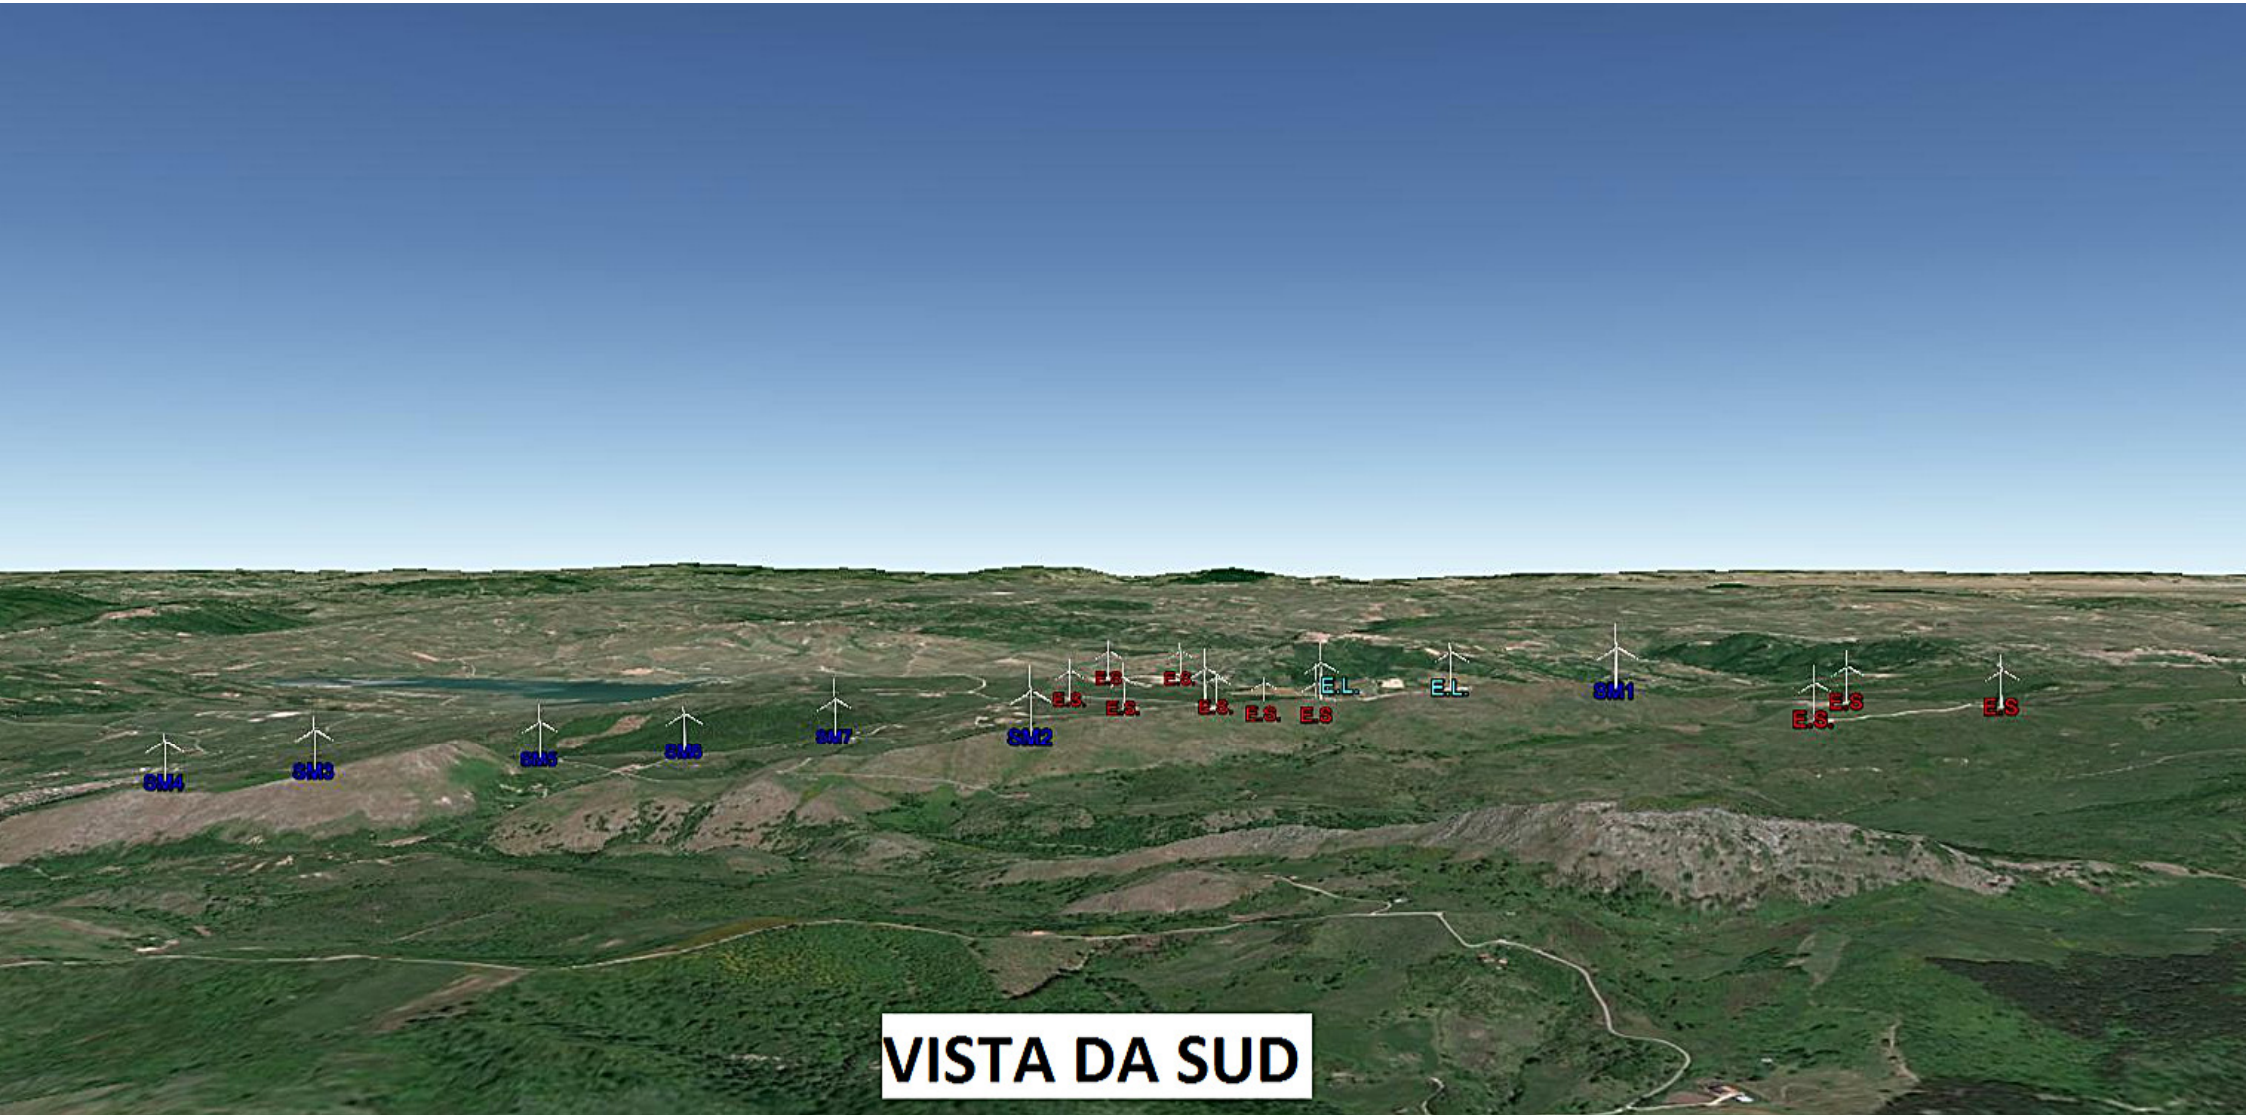 E.S
E.S.
E.L.
E.L.
SM1
E.S.
E.S
E.S
E.S.
E.S.
E.S.
E.S.
E.S
E.S.
SM2
SM7
SM6
SM5
SM3
SM4
VISTA DA SUD